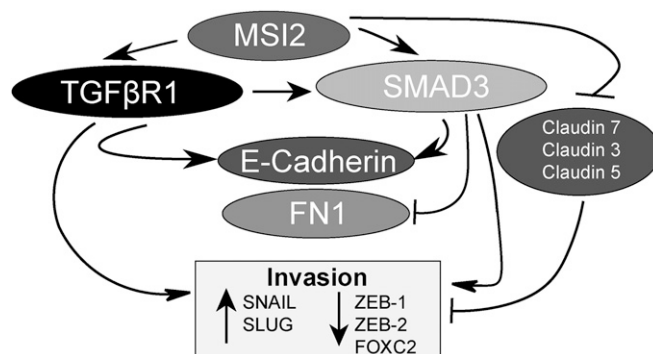 MSI2
TGFβR1
SMAD3
Claudin 7
Claudin 3
Claudin 5
E-Cadherin
FN1
Invasion
SNAIL
SLUG
ZEB-1
ZEB-2
FOXC2